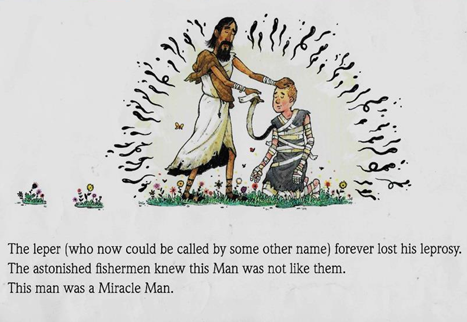 The leper (who now could be called by some other name) forever lost his leprosy.
The astonished fishermen knew this Man was not like them.
This man was a Miracle Man.